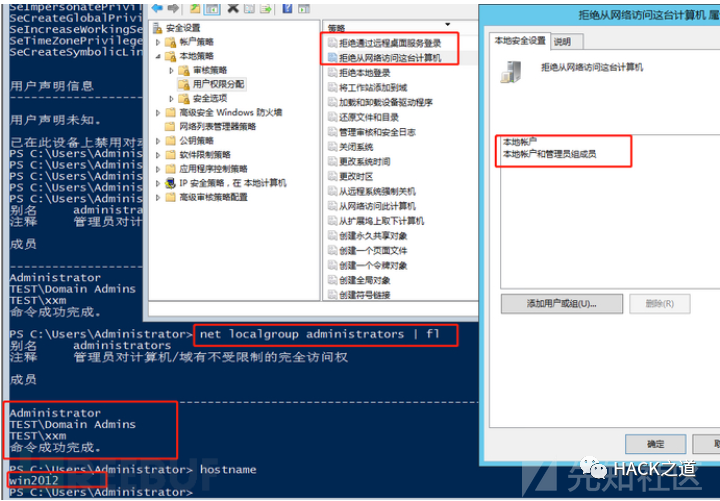 SeImpersonatePrivi
SeCreateGlobalPrivi
SeIncreaseWorkingSe
SeTimeZonePrivilege
SeCreateSymbolicLin
用户声明信息
用户声明未知。
已在此设备上禁用对
PS C:\Users\Adminis
PS C:\Users\Adminis
PS C:\Users\Adminis
PS C:\Users\Adminis
别名 administra
注释 管理员对计
成员
Administrator
TEST\Domain Admins
TEST\xxm
命令成功完成。
PS C:\Users\Administrator> net localgroup administrators | fl
别名 administrators
注释 管理员对计算机/域有不受限制的完全访问权
成员
Administrator
TEST\Domain Admins
TEST\xxm
命令成功完成。
PS C:\Users\Administrator> hostname
win2012
PS C:\Users\Administrator>
安全设置
帐户策略
本地策略
审核策略
用户权限分配
安全选项
高级安全 Windows 防火墙
网络列表管理器策略
公钥策略
软件限制策略
应用程序控制策略
IP 安全策略，在 本地计算机
高级审核策略配置
策略
拒绝通过远程桌面服务登录
拒绝从网络访问这台计算机
拒绝本地登录
将工作站添加到域
加载和卸载设备驱动程序
还原文件和目录
管理审核和安全日志
关闭系统
更改系统时间
更改时区
从远程系统强制关机
从网络访问此计算机
从扩展坞上取下计算机
创建永久共享对象
创建一个页面文件
创建一个令牌对象
创建全局对象
创建符号链接
拒绝从网络访问这台计算机 属
本地安全设置 说明
拒绝从网络访问这台计算机
本地帐户
本地帐户和管理员组成员
添加用户或组(U)...
删除(R)
确定
取
HACK之道
先知社区